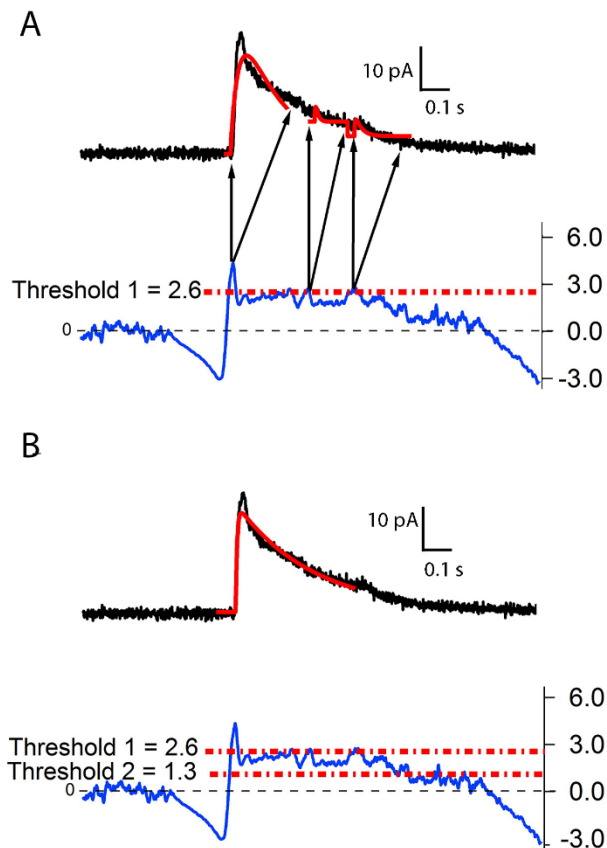 A
10 pA
0.1 s
6.0
Threshold 1 = 2.6
3.0
0
0.0
-3.0
B
10 pA
0.1 s
6.0
Threshold 1 = 2.6
3.0
Threshold 2 = 1.3
0
0.0
-3.0